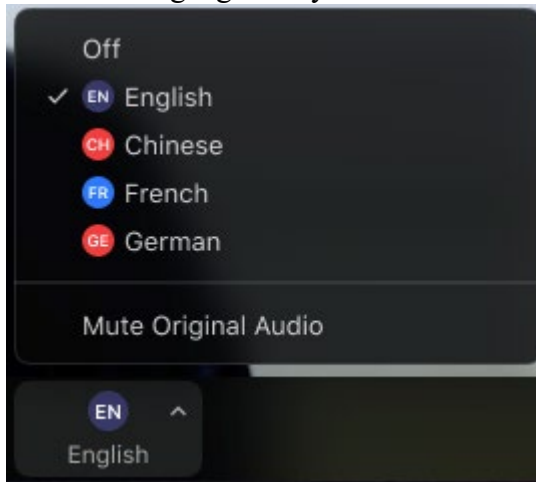 Off
EN English
CH Chinese
FR French
GE German
Mute Original Audio
EN
English